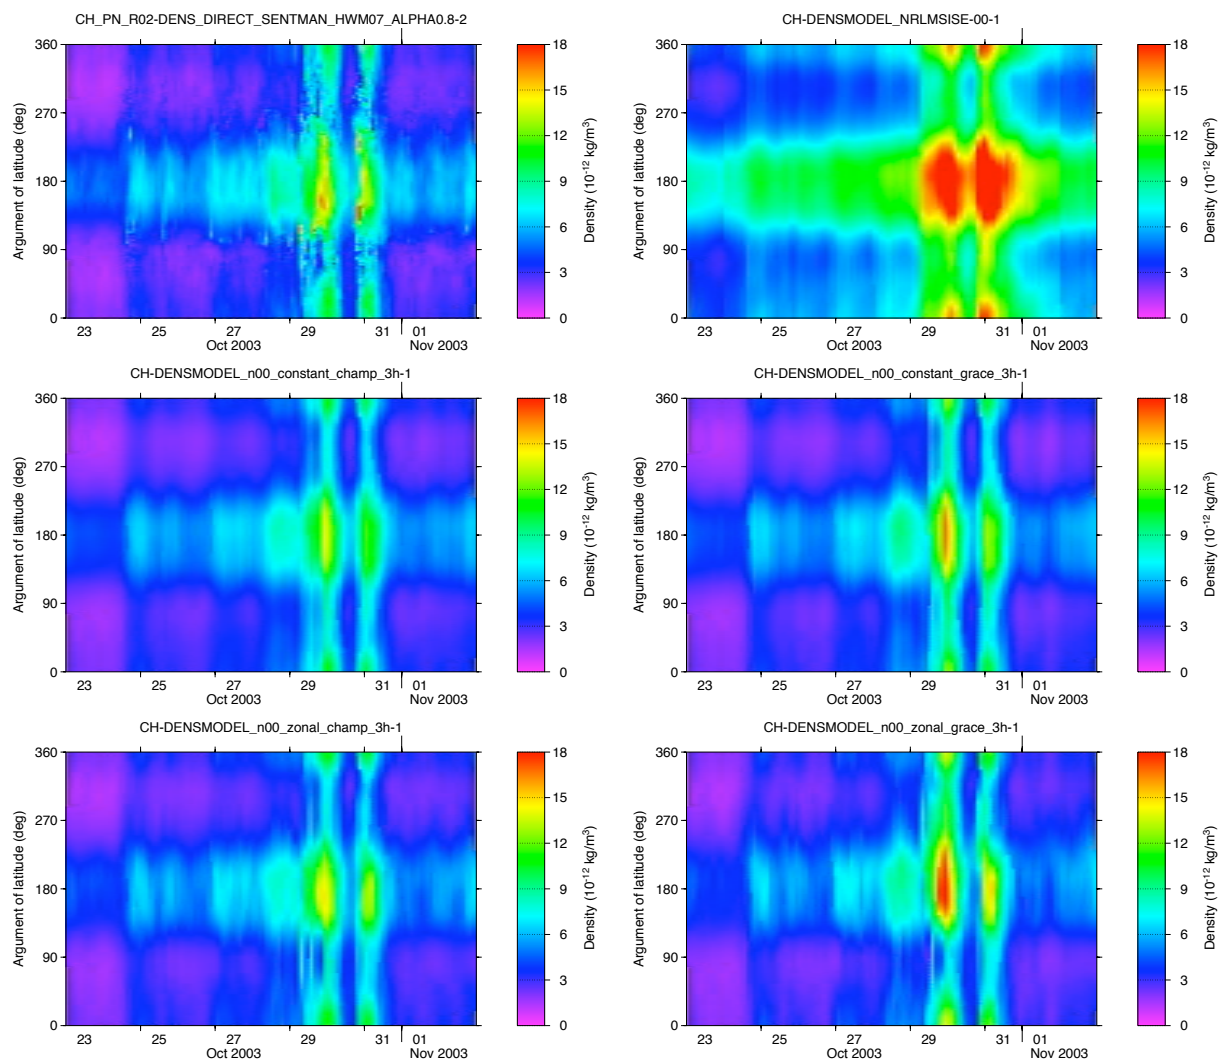 CH_PN_R02-DENS_DIRECT_SENTMAN_HWM07_ALPHA0.8-2
360
270
180
90
0
Argument of latitude (deg)
23 25 27 29 31 01
Oct 2003 Nov 2003
18
15
12
9
6
3
0
Density (10⁻¹² kg/m³)
CH-DENSMODEL_NRLMSISE-00-1
360
270
180
90
0
Argument of latitude (deg)
23 25 27 29 31 01
Oct 2003 Nov 2003
18
15
12
9
6
3
0
Density (10⁻¹² kg/m³)
CH-DENSMODEL_n00_constant_champ_3h-1
360
270
180
90
0
Argument of latitude (deg)
23 25 27 29 31 01
Oct 2003 Nov 2003
18
15
12
9
6
3
0
Density (10⁻¹² kg/m³)
CH-DENSMODEL_n00_constant_grace_3h-1
360
270
180
90
0
Argument of latitude (deg)
23 25 27 29 31 01
Oct 2003 Nov 2003
18
15
12
9
6
3
0
Density (10⁻¹² kg/m³)
CH-DENSMODEL_n00_zonal_champ_3h-1
360
270
180
90
0
Argument of latitude (deg)
23 25 27 29 31 01
Oct 2003 Nov 2003
18
15
12
9
6
3
0
Density (10⁻¹² kg/m³)
CH-DENSMODEL_n00_zonal_grace_3h-1
360
270
180
90
0
Argument of latitude (deg)
23 25 27 29 31 01
Oct 2003 Nov 2003
18
15
12
9
6
3
0
Density (10⁻¹² kg/m³)